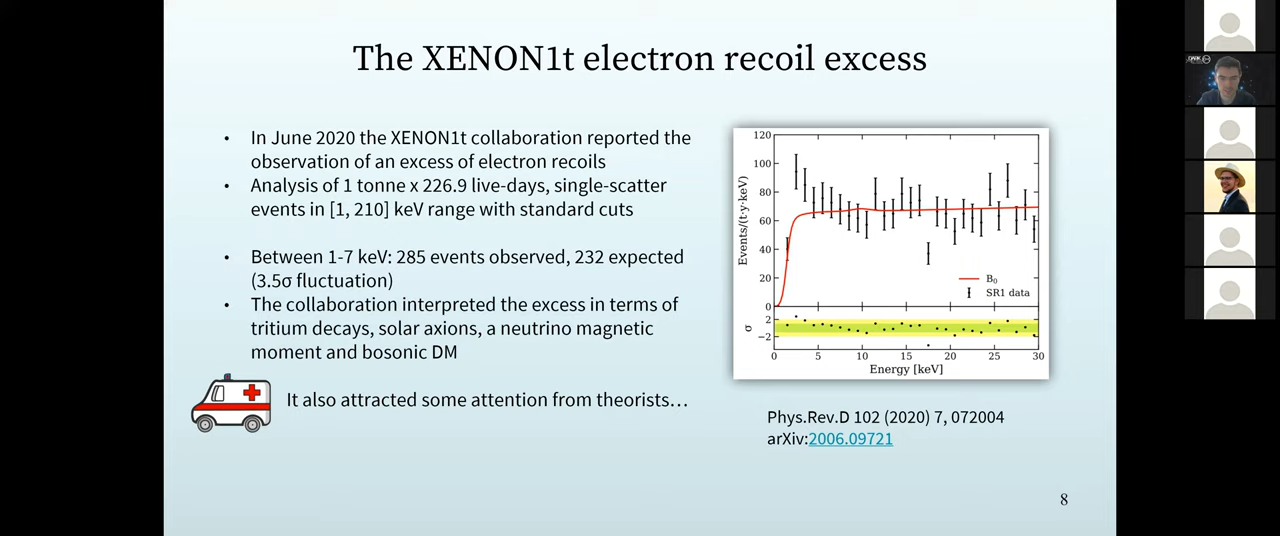 The XENON1t electron recoil excess
• In June 2020 the XENON1t collaboration reported the
observation of an excess of electron recoils
• Analysis of 1 tonne x 226.9 live-days, single-scatter
events in [1, 210] keV range with standard cuts
• Between 1-7 keV: 285 events observed, 232 expected
(3.5σ fluctuation)
• The collaboration interpreted the excess in terms of
tritium decays, solar axions, a neutrino magnetic
moment and bosonic DM
It also attracted some attention from theorists…
120
100
80
60
40
20
0
Events/(t·y·keV)
B₀
SR1 data
2
−2
σ
0 5 10 15 20 25 30
Energy [keV]
Phys.Rev.D 102 (2020) 7, 072004
arXiv:2006.09721
8